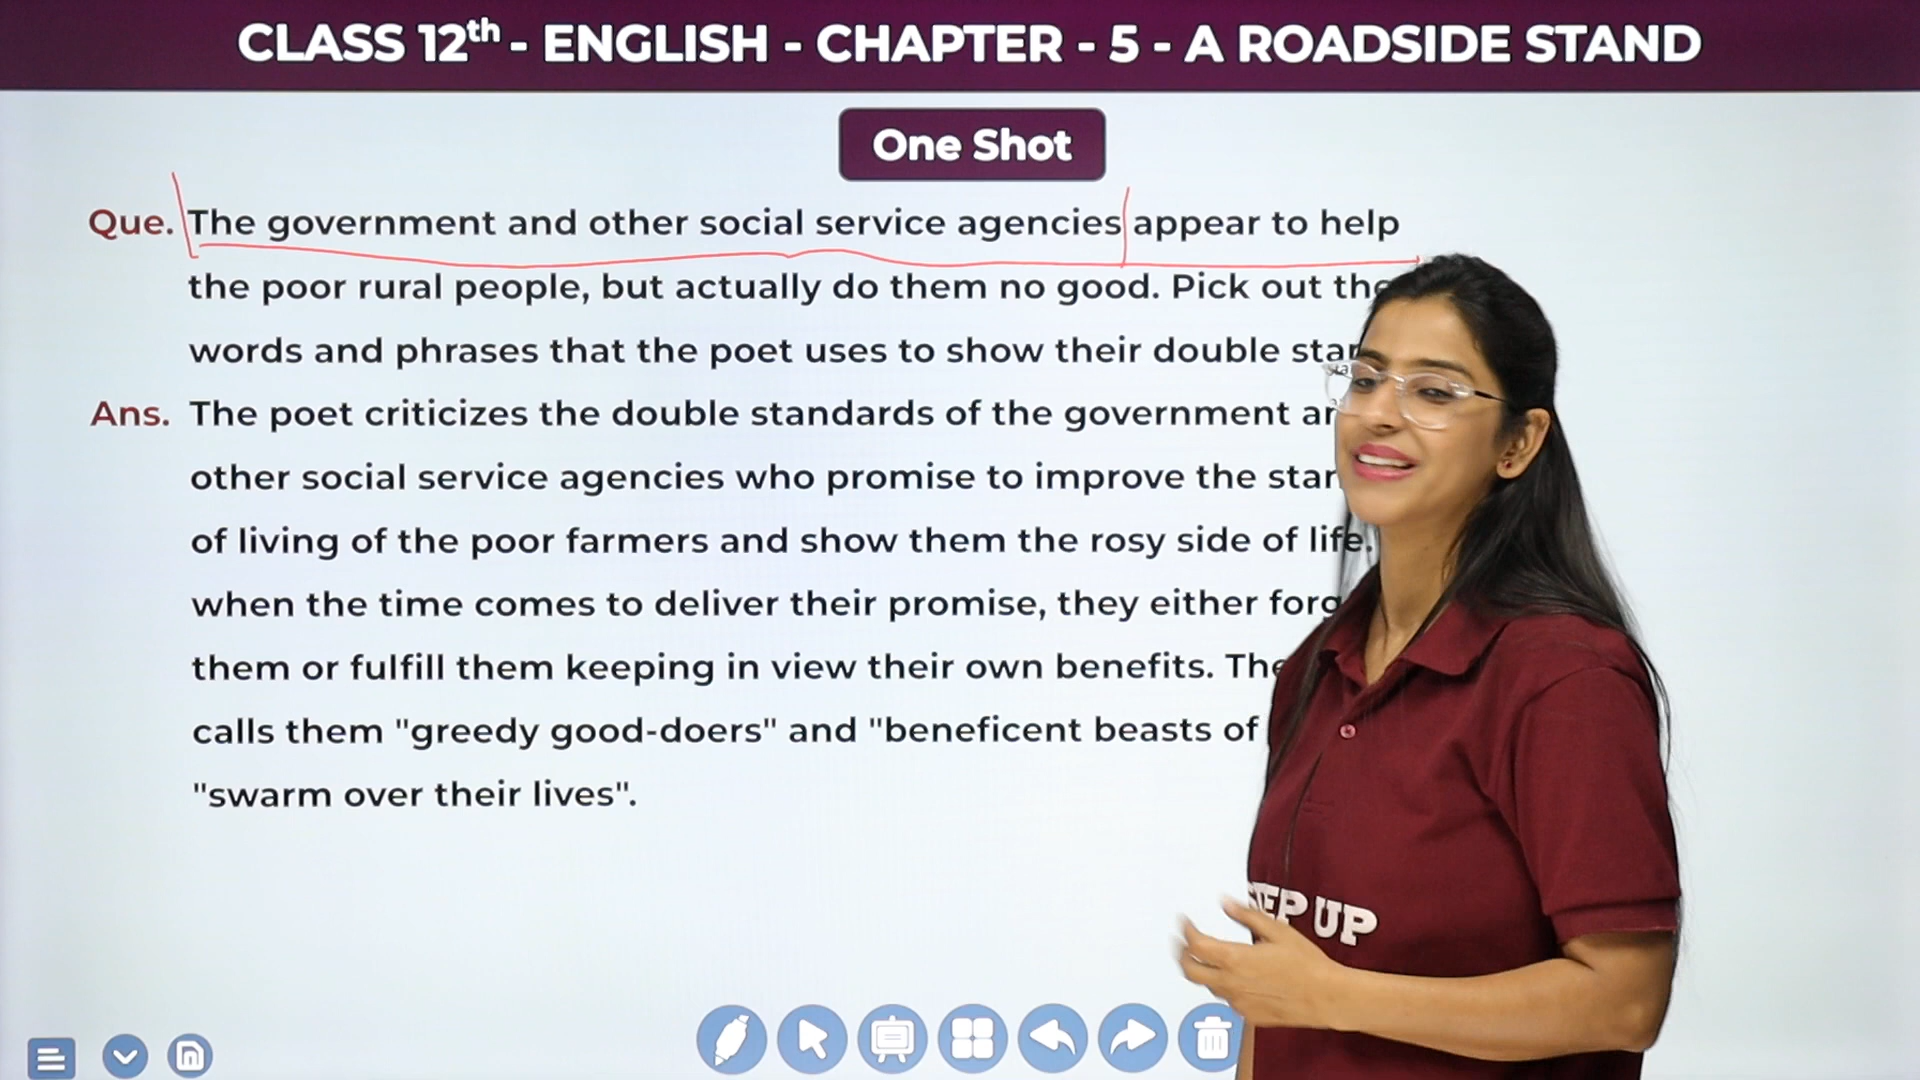 CLASS 12th - ENGLISH - CHAPTER - 5 - A ROADSIDE STAND
One Shot
Que. The government and other social service agencies appear to help
the poor rural people, but actually do them no good. Pick out the
words and phrases that the poet uses to show their double
Ans. The poet criticizes the double standards of the government
other social service agencies who promise to improve the
of living of the poor farmers and show them the rosy side of life.
when the time comes to deliver their promise, they either
them or fulfill them keeping in view their own benefits.
calls them "greedy good-doers" and "beneficent beasts of
"swarm over their lives".
UP